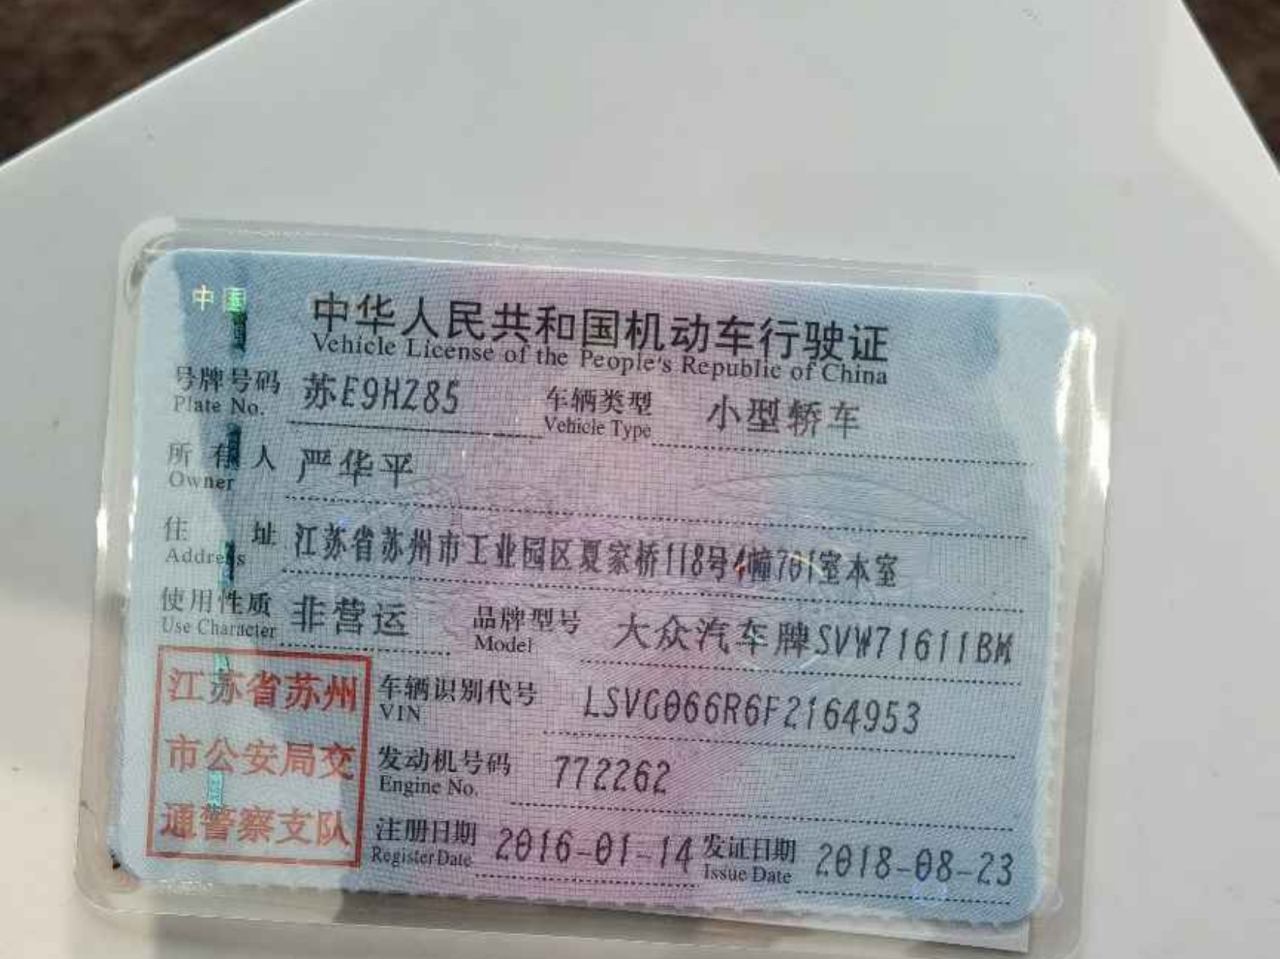 中国
中华人民共和国机动车行驶证
Vehicle License of the People's Republic of China
号牌号码 苏E9HZ85 车辆类型 小型轿车
Plate No. Vehicle Type
所有人 严华平
Owner
住址 江苏省苏州市工业园区夏家桥118号4幢701室本室
Address
使用性质 非营运 品牌型号 大众汽车牌SVW71611BM
Use Character Model
江苏省苏州
市公安局交
通警察支队
车辆识别代号 LSVG066R6F2164953
VIN
发动机号码 772262
Engine No.
注册日期 2016-01-14 发证日期 2018-08-23
Register Date Issue Date